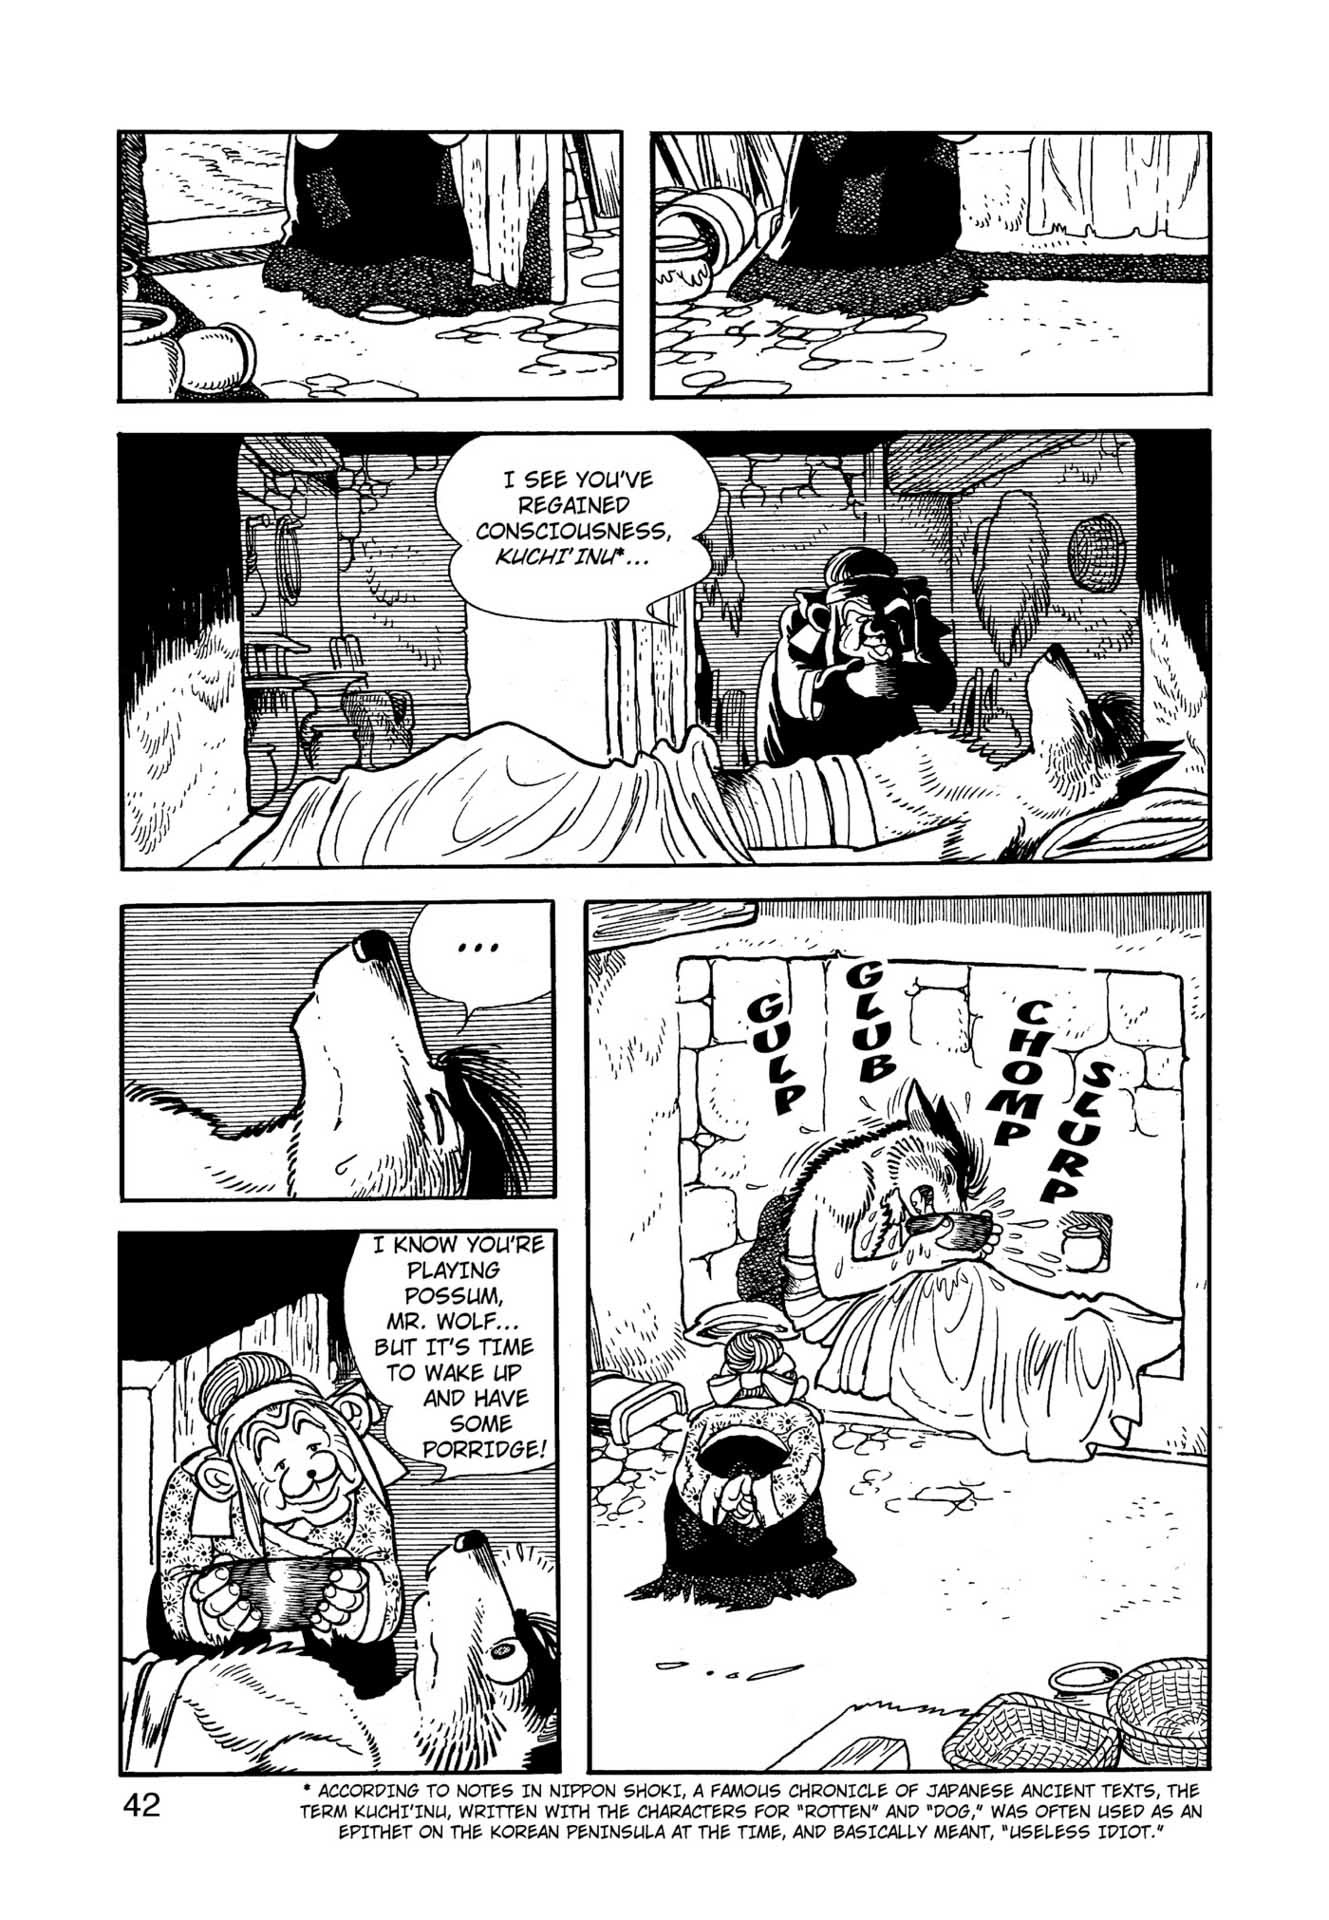 I SEE YOU'VE
REGAINED
CONSCIOUSNESS,
KUCHI'INU*...
...
I KNOW YOU'RE
PLAYING
POSSUM,
MR. WOLF...
BUT IT'S TIME
TO WAKE UP
AND HAVE
SOME
PORRIDGE!
GULP
GLUB
CHOMP
SLURP
* ACCORDING TO NOTES IN NIPPON SHOKI, A FAMOUS CHRONICLE OF JAPANESE ANCIENT TEXTS, THE
TERM KUCHI'INU, WRITTEN WITH THE CHARACTERS FOR "ROTTEN" AND "DOG," WAS OFTEN USED AS AN
EPITHET ON THE KOREAN PENINSULA AT THE TIME, AND BASICALLY MEANT, "USELESS IDIOT."
42